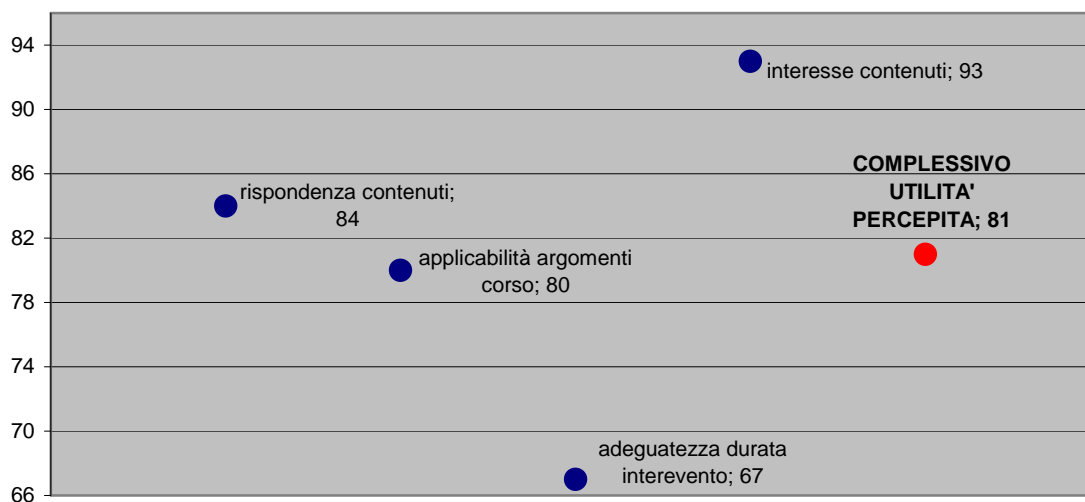 94
90
86
82
78
74
70
66
interesse contenuti; 93
rispondenza contenuti;
84
applicabilità argomenti
corso; 80
adeguatezza durata
interevento; 67
COMPLESSIVO
UTILITA'
PERCEPITA; 81